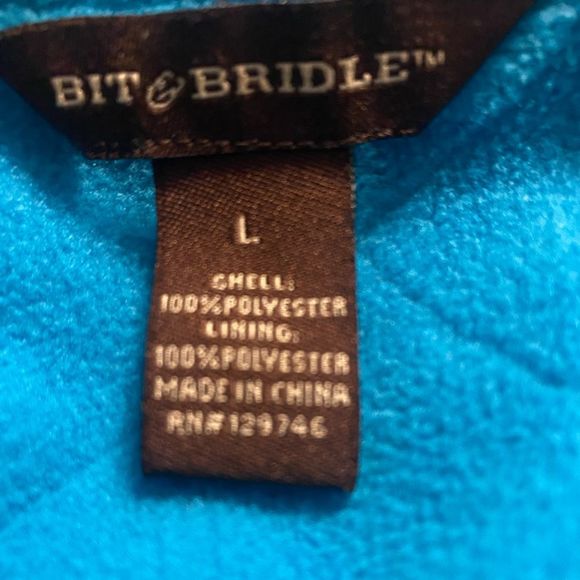 BIT & BRIDLE™
L
SHELL:
100%POLYESTER
LINING:
100%POLYESTER
MADE IN CHINA
RN#129746